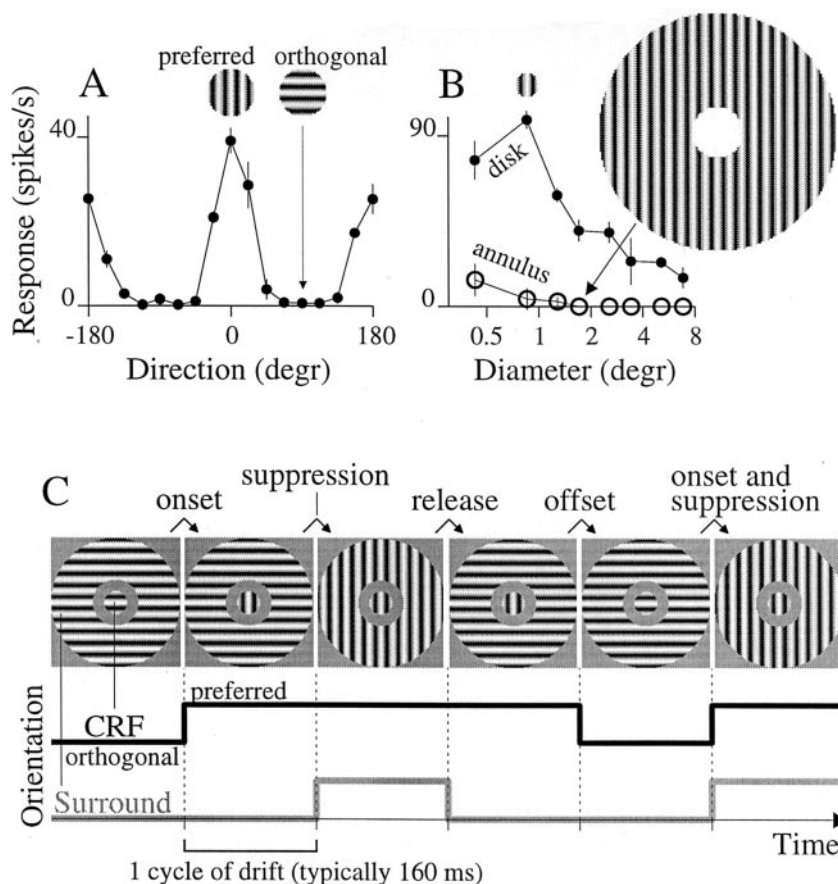 A
preferred orthogonal
Response (spikes/s)
40
0
-180 0 180
Direction (degr)
B
90
0
disk
annulus
0.5 1 2 4 8
Diameter (degr)
C
onset
suppression
release
offset
onset and
suppression
Orientation
preferred
CRF
orthogonal
Surround
Time
1 cycle of drift (typically 160 ms)